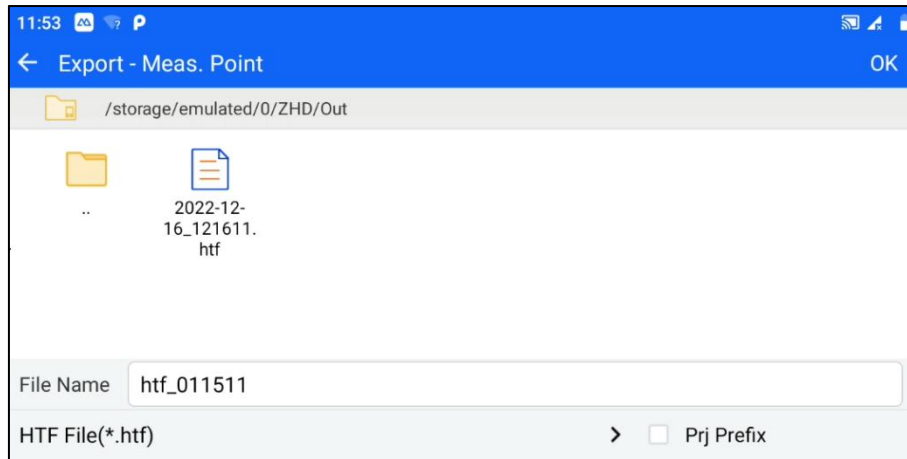 11:53
Export - Meas. Point OK
/storage/emulated/0/ZHD/Out
..
2022-12-
16_121611.
htf
File Name htf_011511
HTF File(*.htf) Prj Prefix